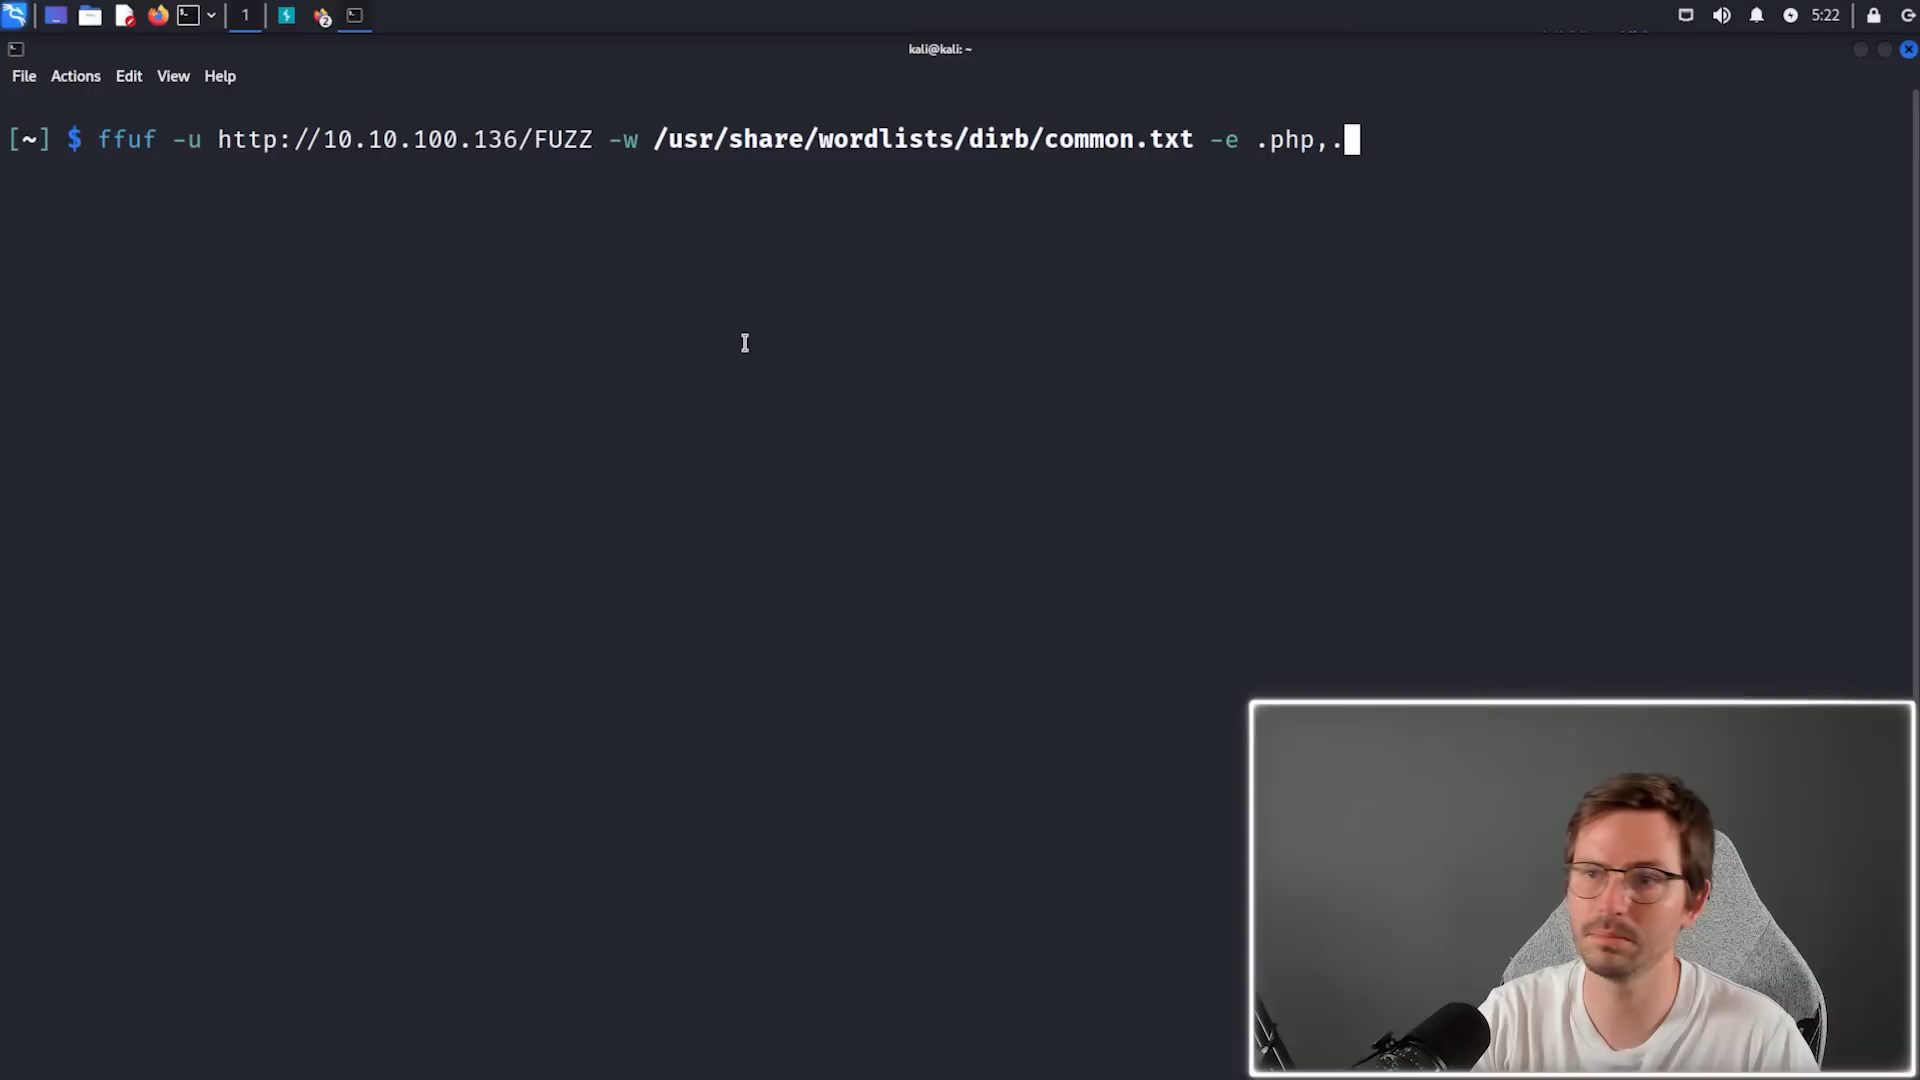 1
5:22
kali@kali: ~
File Actions Edit View Help
[~] $ ffuf -u http://10.10.100.136/FUZZ -w /usr/share/wordlists/dirb/common.txt -e .php,.